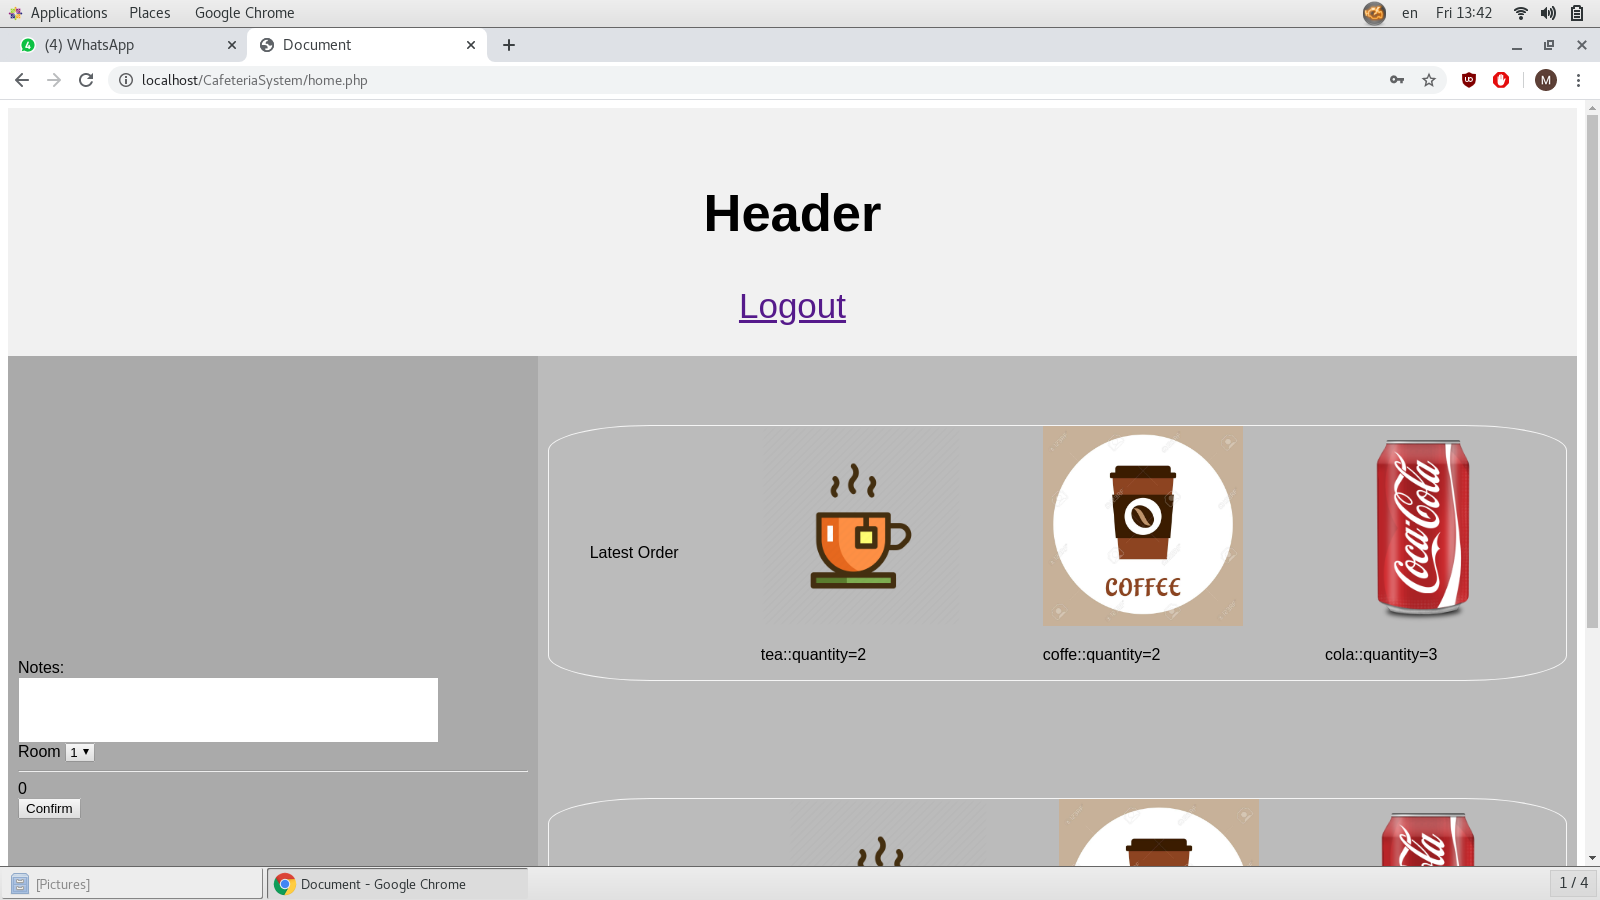 Applications Places Google Chrome en Fri 13:42
4 (4) WhatsApp Document
localhost/CafeteriaSystem/home.php M
Header
Logout
Latest Order
COFFEE
Coca-Cola
tea::quantity=2 coffe::quantity=2 cola::quantity=3
Notes:
Room 1
0
Confirm
[Pictures] Document - Google Chrome 1 / 4